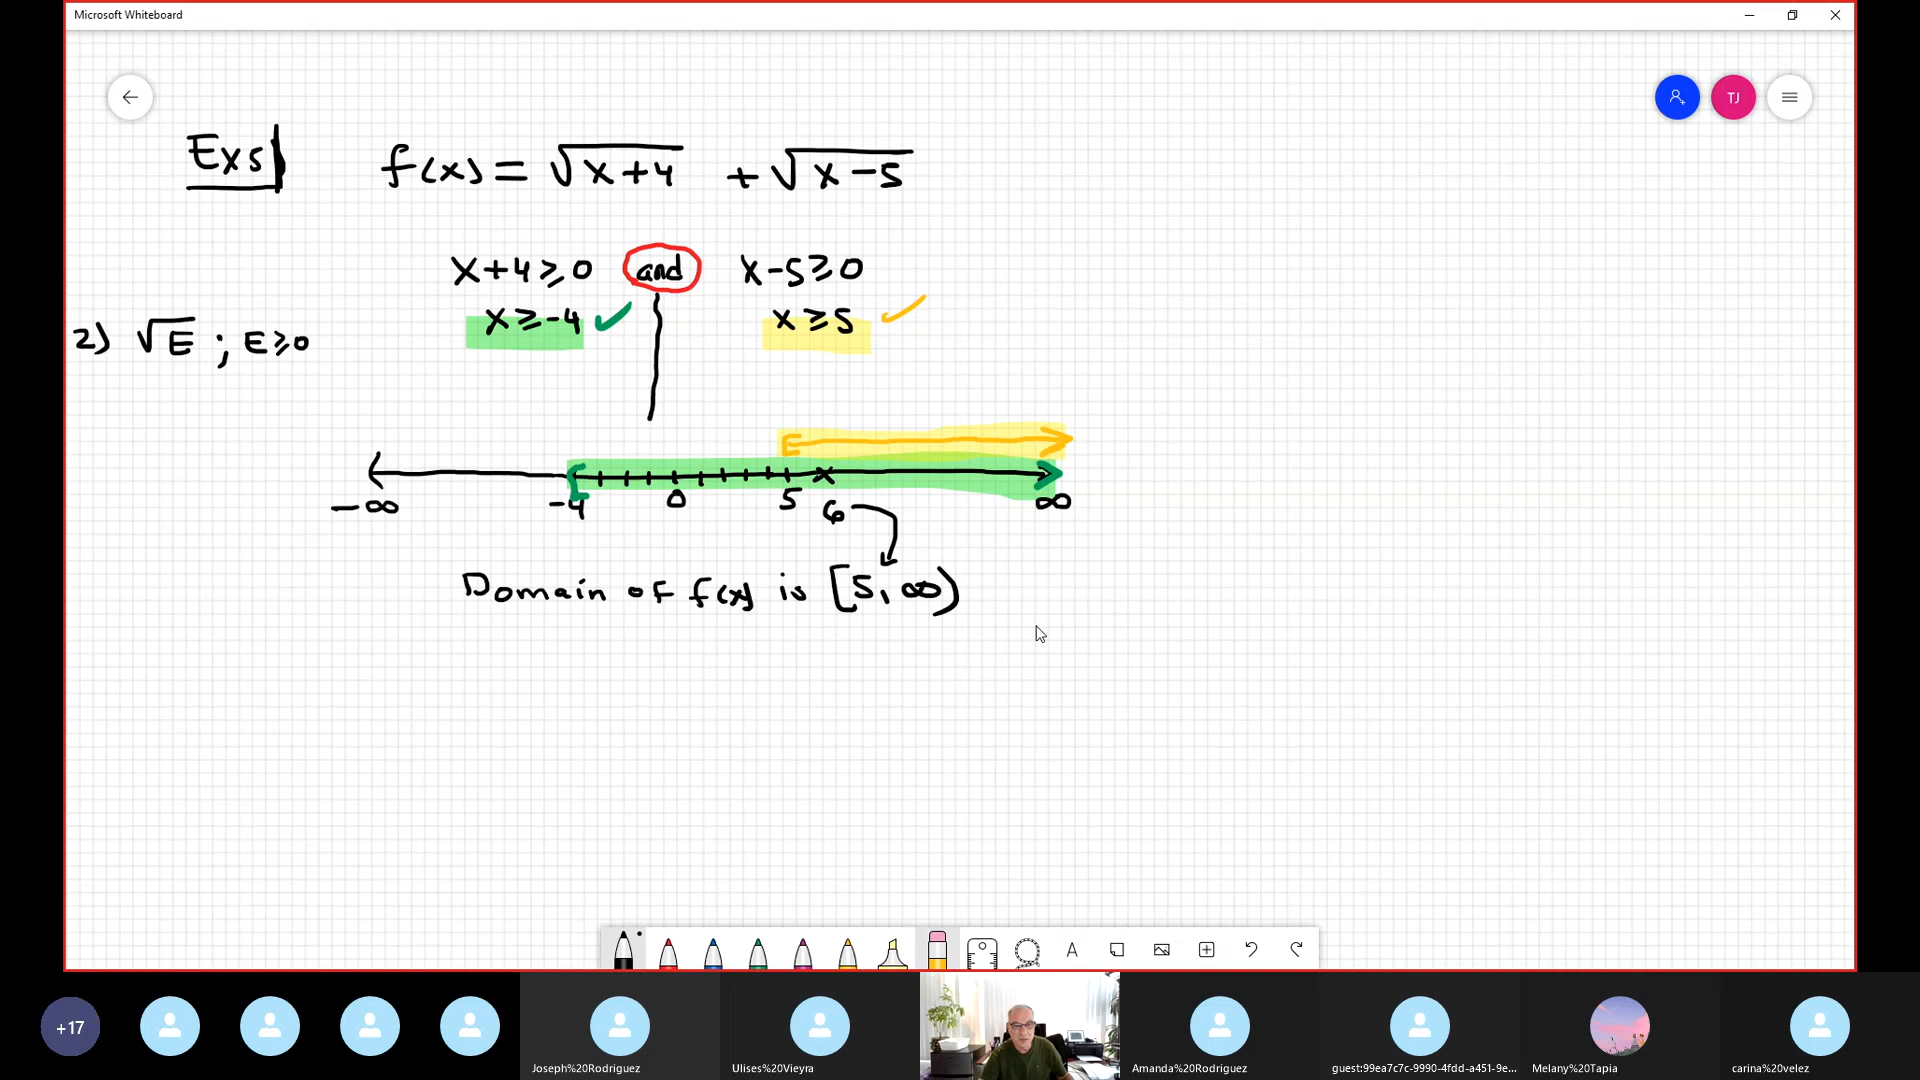 Microsoft Whiteboard
TJ
Ex5
f(x) = √x+4 + √x-5
x+4≥0 and x-5≥0
x≥-4 ✓ x≥5 ✓
2) √E ; E≥0
-∞ -4 0 5 6 ∞
Domain of f(x) is [5, ∞)
A
+17
Joseph%20Rodriguez
Ulises%20Vieyra
Amanda%20Rodriguez
guest:99ea7c7c-9990-4fdd-a451-9e...
Melany%20Tapia
carina%20velez